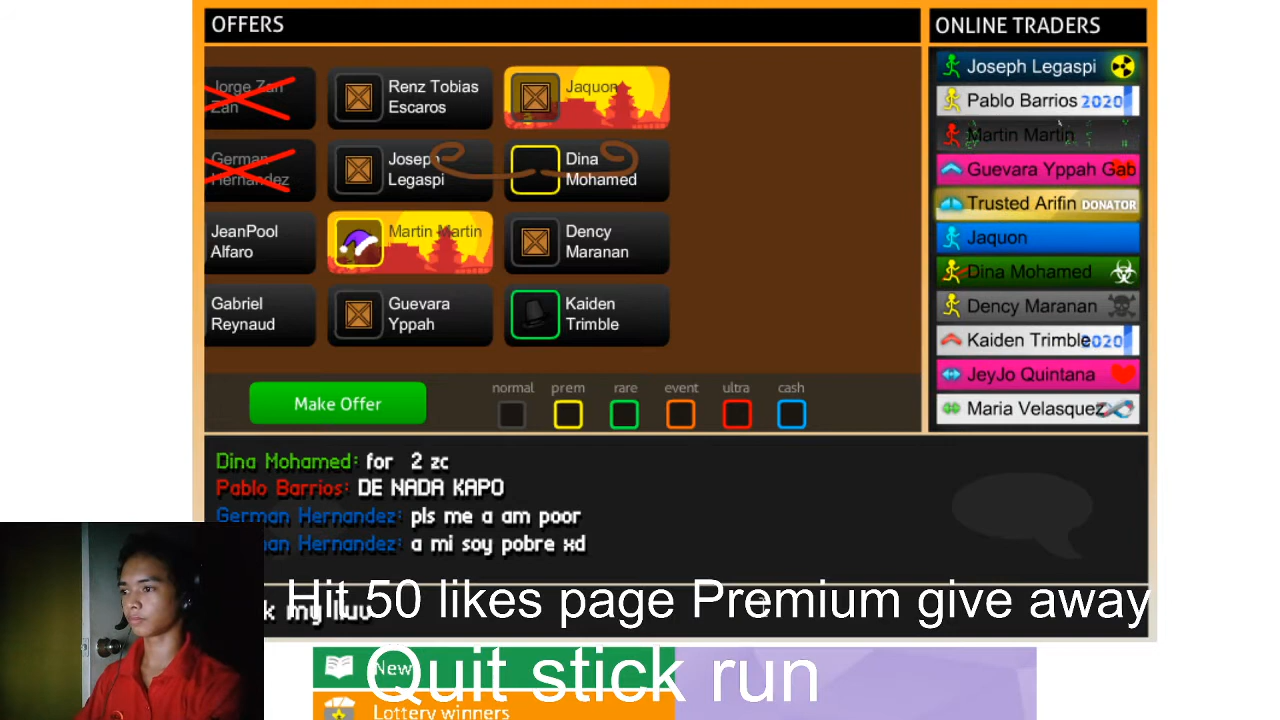 OFFERS
ONLINE TRADERS
Jorge Zan
Zan
Renz Tobias
Escaros
Jaquon
German
Hernandez
Joseph
Legaspi
Dina
Mohamed
JeanPool
Alfaro
Martin Martin
Dency
Maranan
Gabriel
Reynaud
Guevara
Yppah
Kaiden
Trimble
Joseph Legaspi
Pablo Barrios 2020
Martin Martin
Guevara Yppah Gab
Trusted Arifin DONATOR
Jaquon
Dina Mohamed
Dency Maranan
Kaiden Trimble 2020
JeyJo Quintana
Maria Velasquez
Make Offer
normal prem rare event ultra cash
Dina Mohamed: for 2 zc
Pablo Barrios: DE NADA KAPO
German Hernandez: pls me a am poor
man Hernandez: a mi soy pobre xd
k my luv
Hit 50 likes page Premium give away
New
Quit stick run
Lottery winners